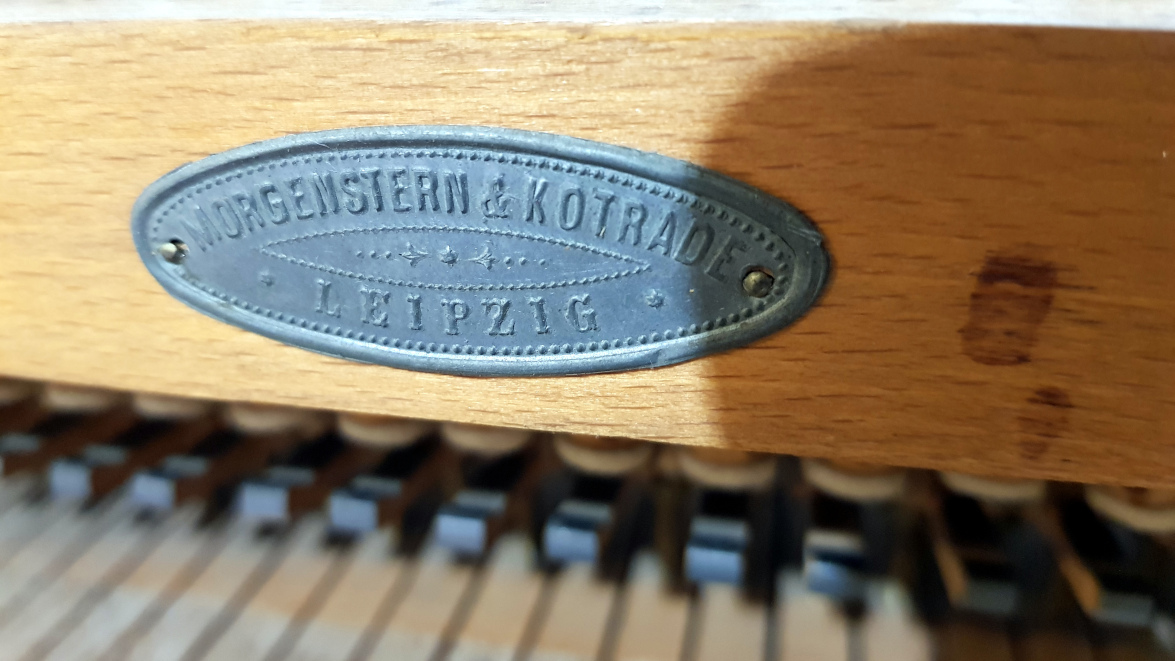 MORGENSTERN & KOTRADE
LEIPZIG